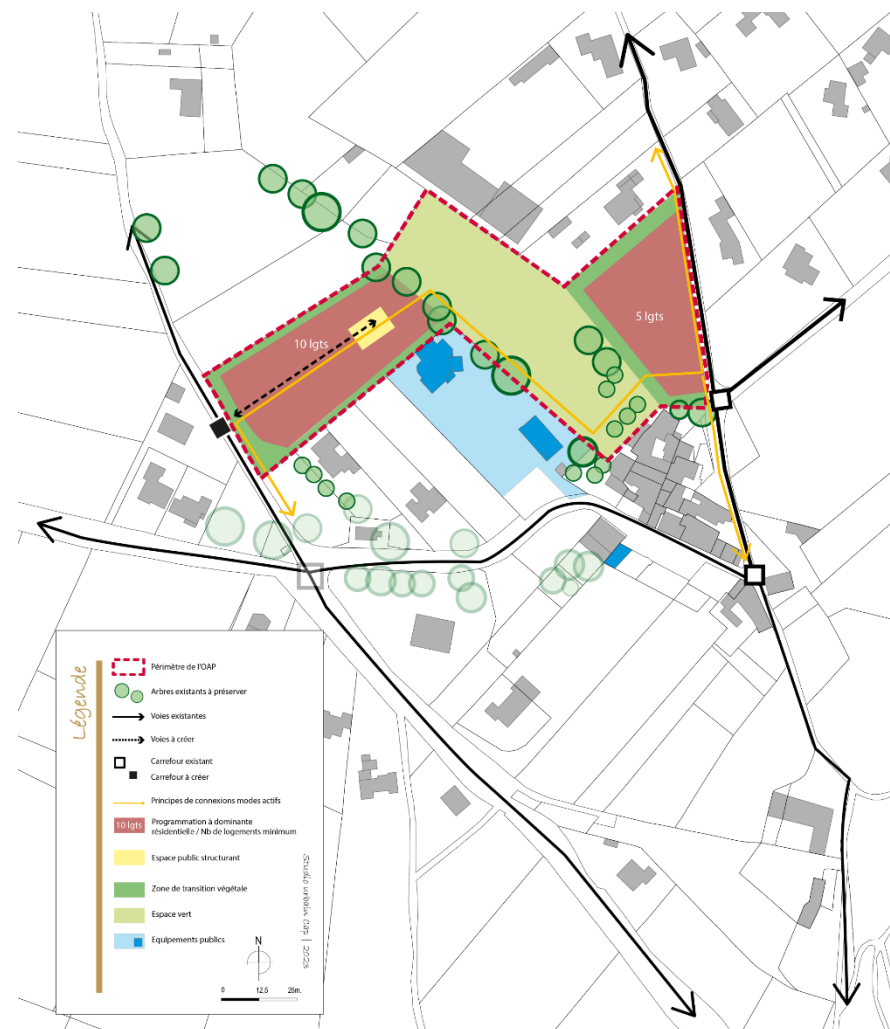 10 lgts
5 lgts
Légende
Périmètre de l'OAP
Arbres existants à préserver
Voies existantes
Voies à créer
Carrefour existant
Carrefour à créer
Principes de connexions modes actifs
10 lgts
Programmation à dominante
résidentielle / Nb de logements minimum
Espace public structurant
Zone de transition végétale
Espace vert
Equipements publics
Studio urbain Cap | 2023
N
0 12,5 25m.